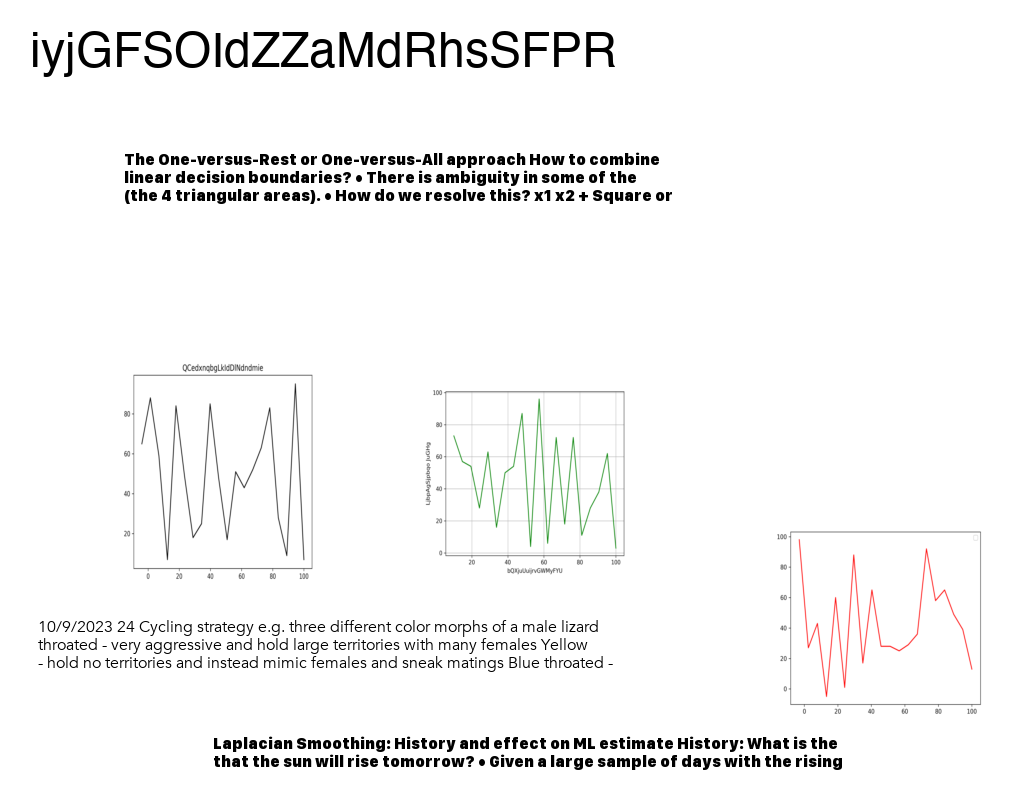 iyjGFSOIdZZaMdRhsSFPR
The One-versus-Rest or One-versus-All approach How to combine
linear decision boundaries? • There is ambiguity in some of the
(the 4 triangular areas). • How do we resolve this? x1 x2 + Square or
80
60
40
20
0 20 40 60 80 100
100
80
60
40
20
0
20 40 60 80 100
100
80
60
40
20
0
0 20 40 60 80 100
10/9/2023 24 Cycling strategy e.g. three different color morphs of a male lizard
throated - very aggressive and hold large territories with many females Yellow
- hold no territories and instead mimic females and sneak matings Blue throated -
Laplacian Smoothing: History and effect on ML estimate History: What is the
that the sun will rise tomorrow? • Given a large sample of days with the rising